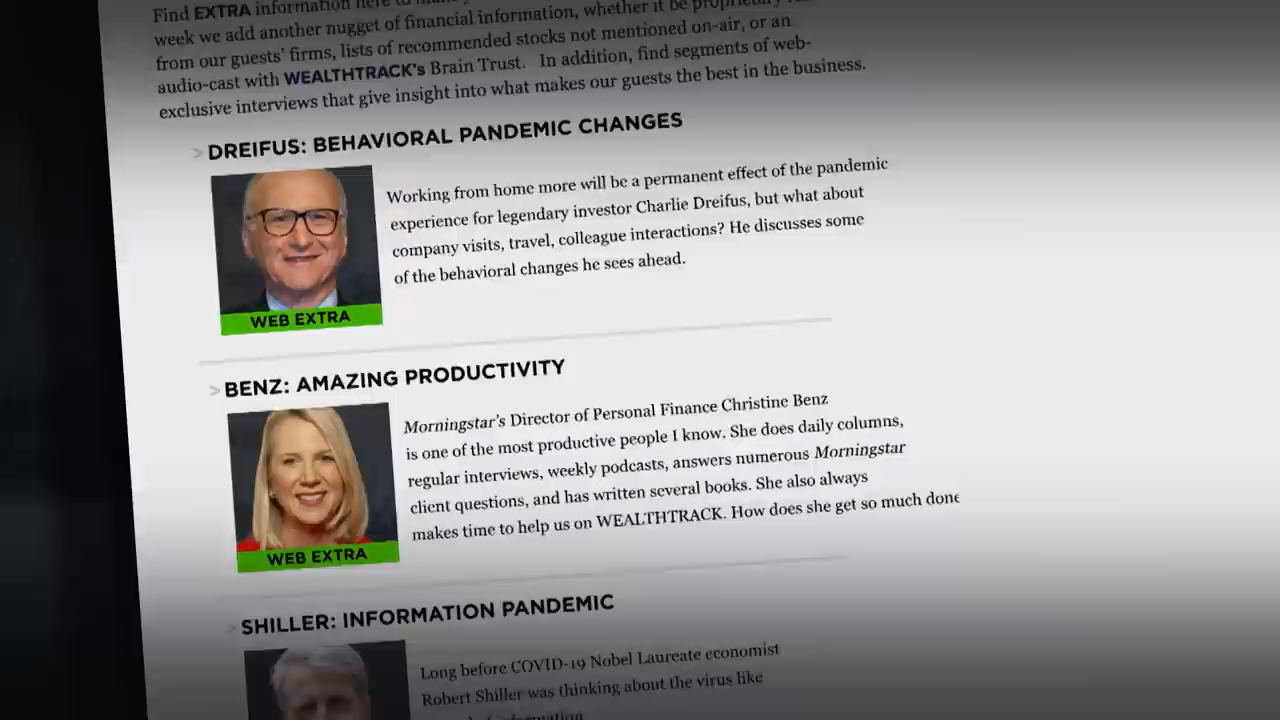 Find EXTRA information here to
week we add another nugget of financial information, whether it be proprietary
from our guests' firms, lists of recommended stocks not mentioned on-air, or an
audio-cast with WEALTHTRACK's Brain Trust. In addition, find segments of web-
exclusive interviews that give insight into what makes our guests the best in the business.
> DREIFUS: BEHAVIORAL PANDEMIC CHANGES
Working from home more will be a permanent effect of the pandemic
experience for legendary investor Charlie Dreifus, but what about
company visits, travel, colleague interactions? He discusses some
of the behavioral changes he sees ahead.
WEB EXTRA
> BENZ: AMAZING PRODUCTIVITY
Morningstar's Director of Personal Finance Christine Benz
is one of the most productive people I know. She does daily columns,
regular interviews, weekly podcasts, answers numerous Morningstar
client questions, and has written several books. She also always
makes time to help us on WEALTHTRACK. How does she get so much done
WEB EXTRA
> SHILLER: INFORMATION PANDEMIC
Long before COVID-19 Nobel Laureate economist
Robert Shiller was thinking about the virus like